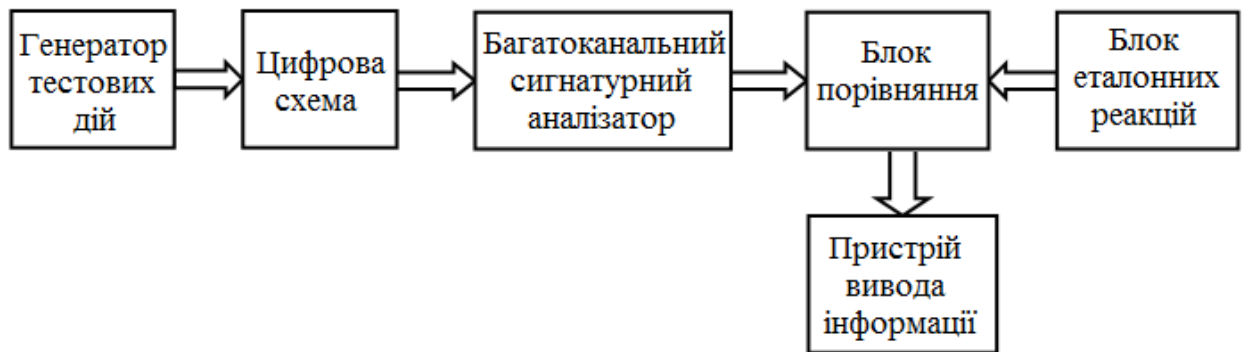 Генератор
тестових
дій
Цифрова
схема
Багатоканальний
сигнатурний
аналізатор
Блок
порівняння
Блок
еталонних
реакцій
Пристрій
вивода
інформації